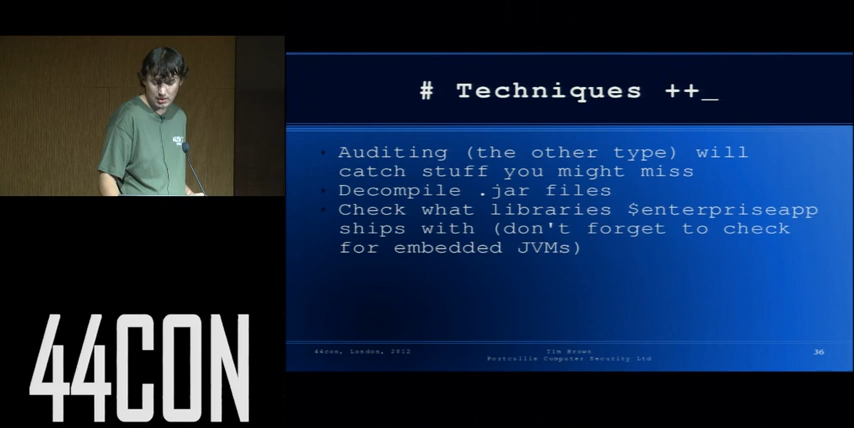 # Techniques ++_
Auditing (the other type) will
catch stuff you might miss
Decompile .jar files
Check what libraries $enterpriseapp
ships with (don't forget to check
for embedded JVMs)
44con, London, 2012
Tim Brown
Portcullis Computer Security Ltd
36
44CON